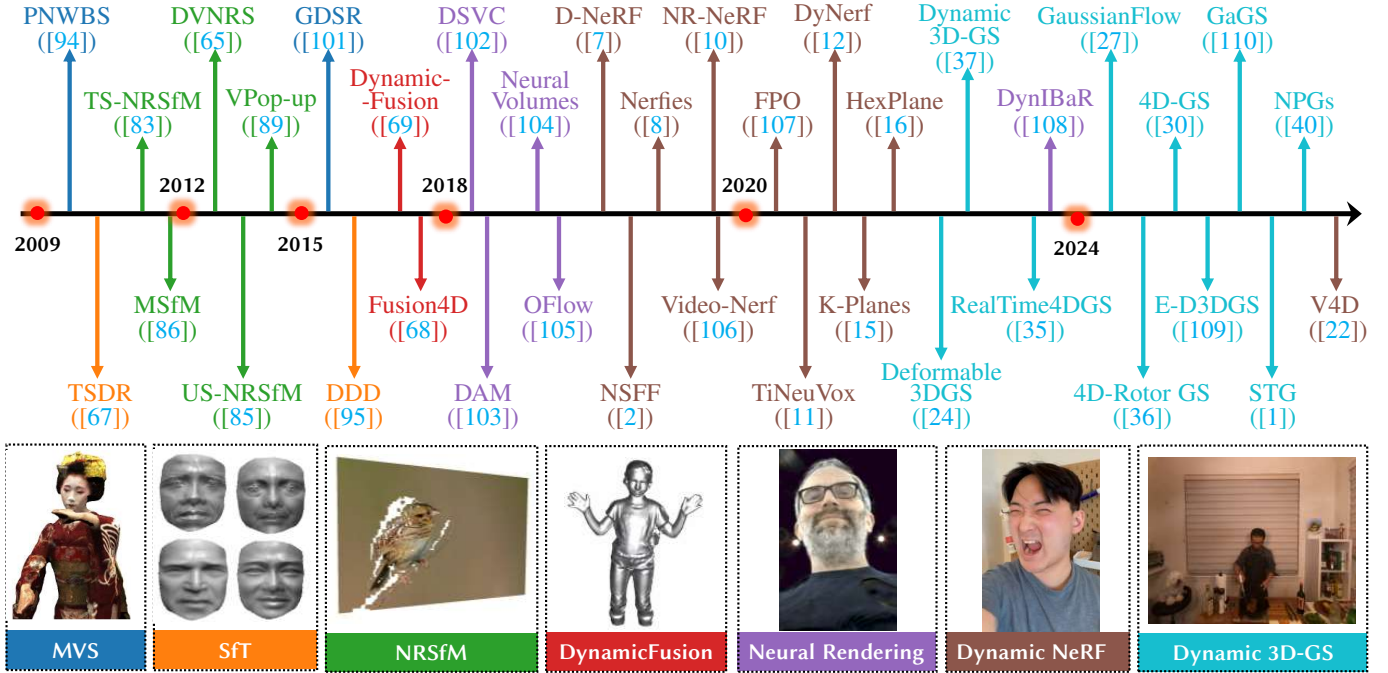 PNWBS
([94])
DVNRS
([65])
GDSR
([101])
DSVC
([102])
D-NeRF
([7])
NR-NeRF
([10])
DyNerf
([12])
Dynamic
3D-GS
([37])
GaussianFlow
([27])
GaGS
([110])
TS-NRSfM
([83])
VPop-up
([89])
Dynamic-
-Fusion
([69])
Neural
Volumes
([104])
Nerfies
([8])
FPO
([107])
HexPlane
([16])
DynIBaR
([108])
4D-GS
([30])
NPGs
([40])
2009
2012
2015
2018
2020
2024
MSfM
([86])
Fusion4D
([68])
OFlow
([105])
Video-Nerf
([106])
K-Planes
([15])
RealTime4DGS
([35])
E-D3DGS
([109])
V4D
([22])
TSDR
([67])
US-NRSfM
([85])
DDD
([95])
DAM
([103])
NSFF
([2])
TiNeuVox
([11])
Deformable
3DGS
([24])
4D-Rotor GS
([36])
STG
([1])
MVS
SfT
NRSfM
DynamicFusion
Neural Rendering
Dynamic NeRF
Dynamic 3D-GS